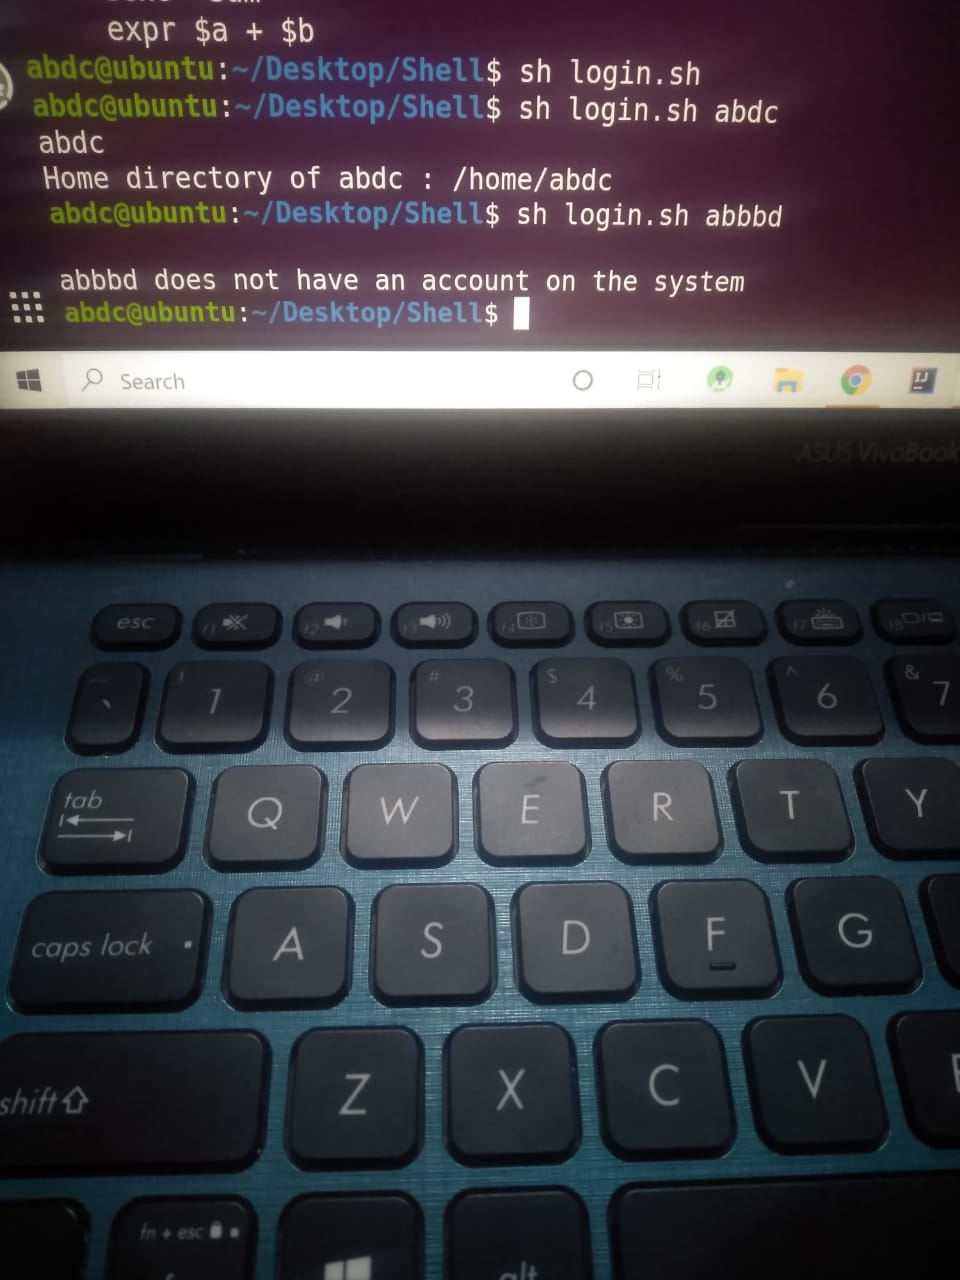 expr $a + $b
abdc@ubuntu:~/Desktop/Shell$ sh login.sh
abdc@ubuntu:~/Desktop/Shell$ sh login.sh abdc
abdc
Home directory of abdc : /home/abdc
abdc@ubuntu:~/Desktop/Shell$ sh login.sh abbbd
abbbd does not have an account on the system
abdc@ubuntu:~/Desktop/Shell$
Search
IJ
ASUS VivoBook
esc f1 f2 f3 f4 f5 f6 f7 f8
~ ! @ # $ % ^ &
` 1 2 3 4 5 6 7
tab Q W E R T Y
caps lock A S D F G
shift Z X C V
fn + esc
alt